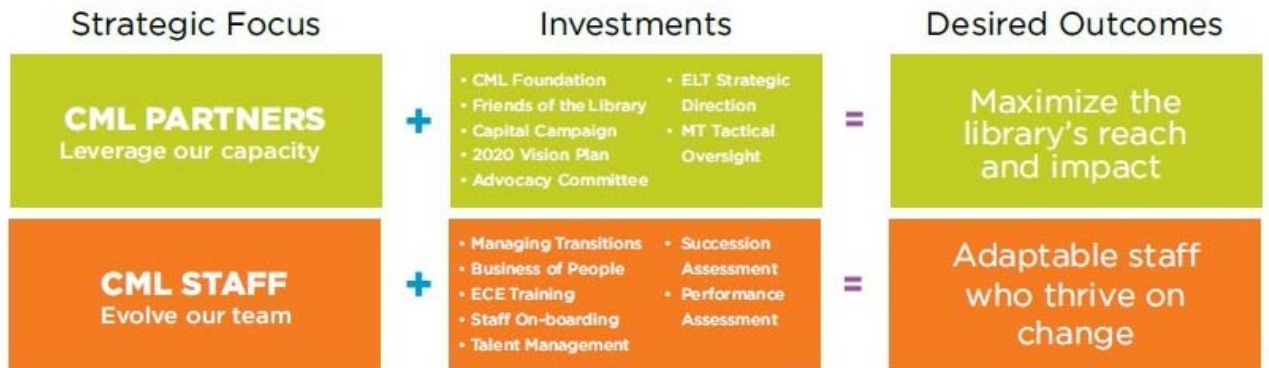 Strategic Focus
Investments
Desired Outcomes
CML PARTNERS
Leverage our capacity
+
• CML Foundation
• Friends of the Library
• Capital Campaign
• 2020 Vision Plan
• Advocacy Committee
• ELT Strategic
Direction
• MT Tactical
Oversight
=
Maximize the
library's reach
and impact
CML STAFF
Evolve our team
+
• Managing Transitions
• Business of People
• ECE Training
• Staff On-boarding
• Talent Management
• Succession
Assessment
• Performance
Assessment
=
Adaptable staff
who thrive on
change